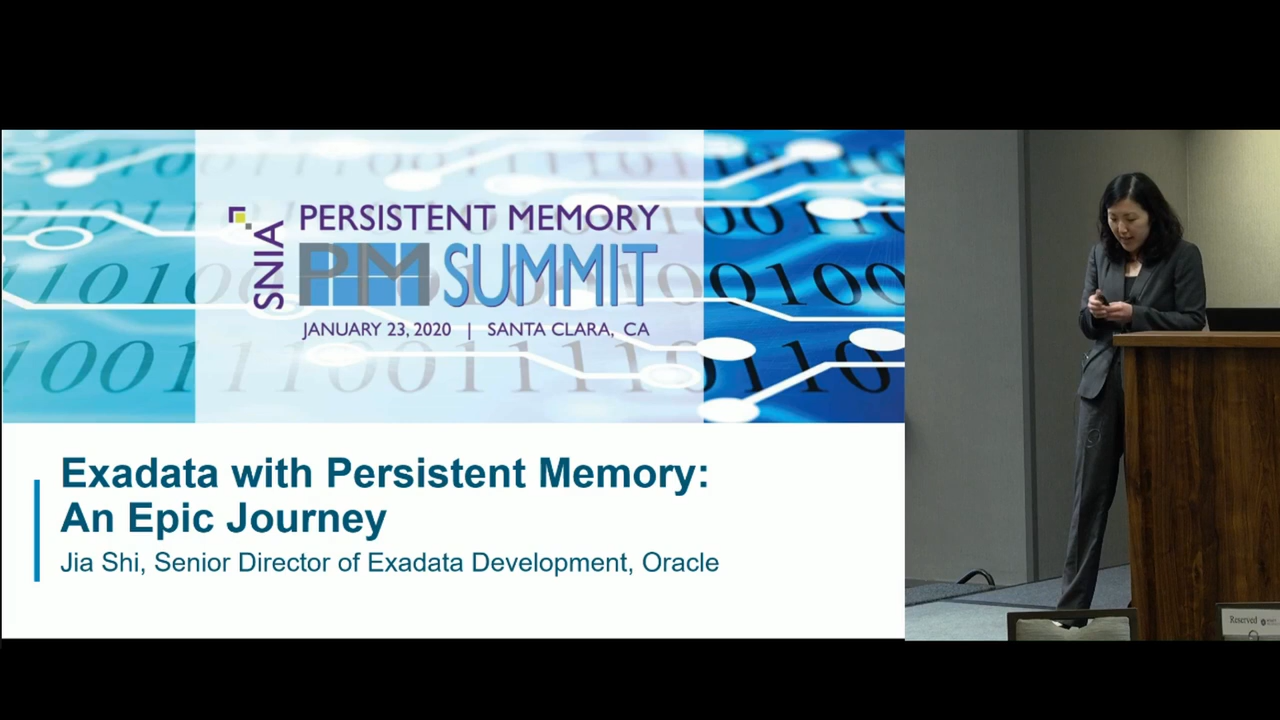 SNIA
PERSISTENT MEMORY
PM SUMMIT
JANUARY 23, 2020 | SANTA CLARA, CA
Exadata with Persistent Memory:
An Epic Journey
Jia Shi, Senior Director of Exadata Development, Oracle
Reserved